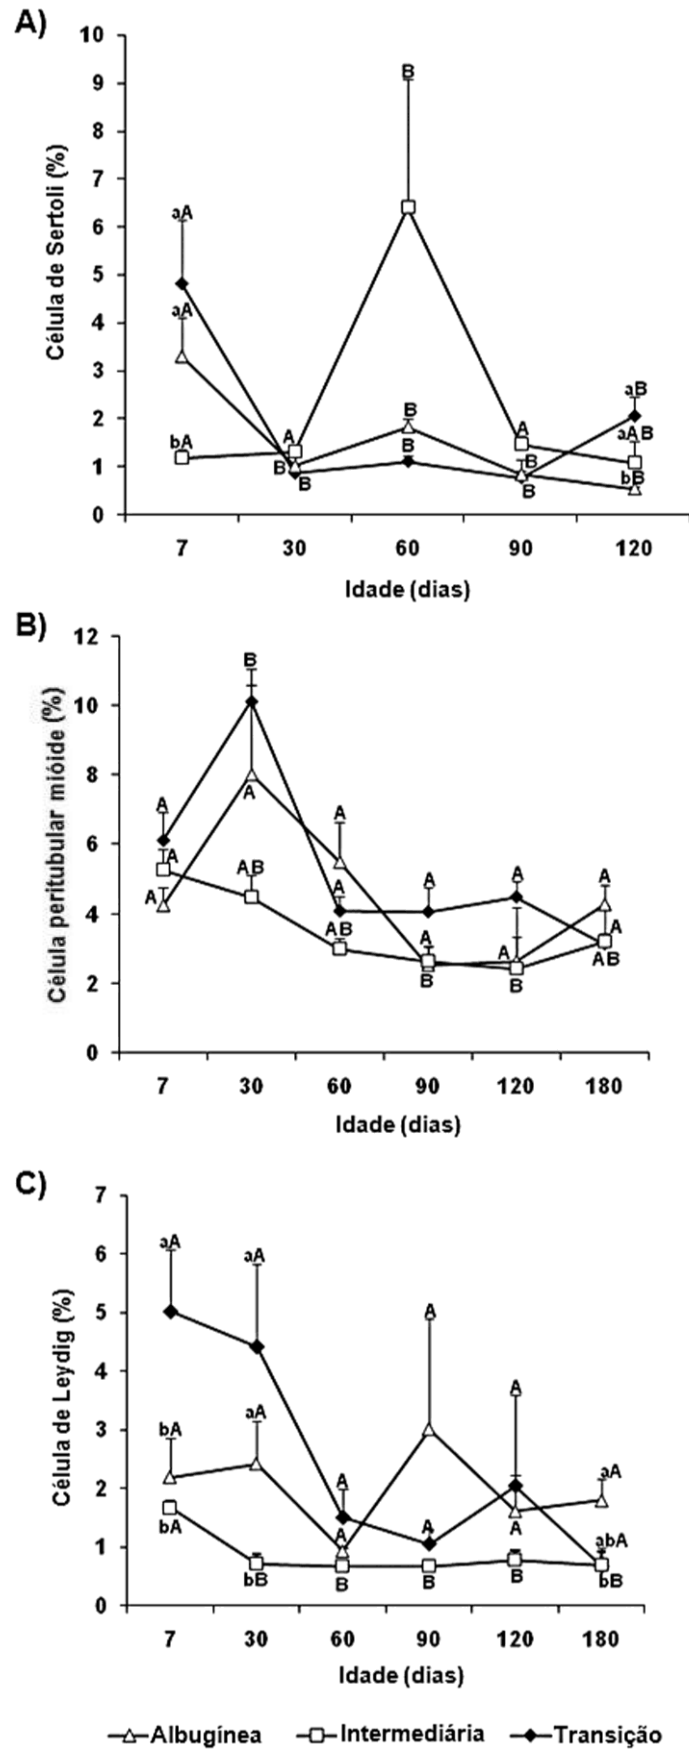 A)
10
9
8
7
6
5
4
3
2
1
0
Célula de Sertoli (%)
B
aA
aA
bA
A
B
B
B
B
A
B
B
aB
aAB
bB
7 30 60 90 120
Idade (dias)
B)
12
10
8
6
4
2
0
Célula peritubular mióide (%)
B
A
A
A
A
AB
A
A
AB
A
A
B
A
A
B
A
A
AB
7 30 60 90 120 180
Idade (dias)
C)
7
6
5
4
3
2
1
0
Célula de Leydig (%)
aA
aA
bA
aA
bA
bB
A
A
B
A
A
B
A
A
B
aA
abA
bB
7 30 60 90 120 180
Idade (dias)
Albugínea Intermediária Transição